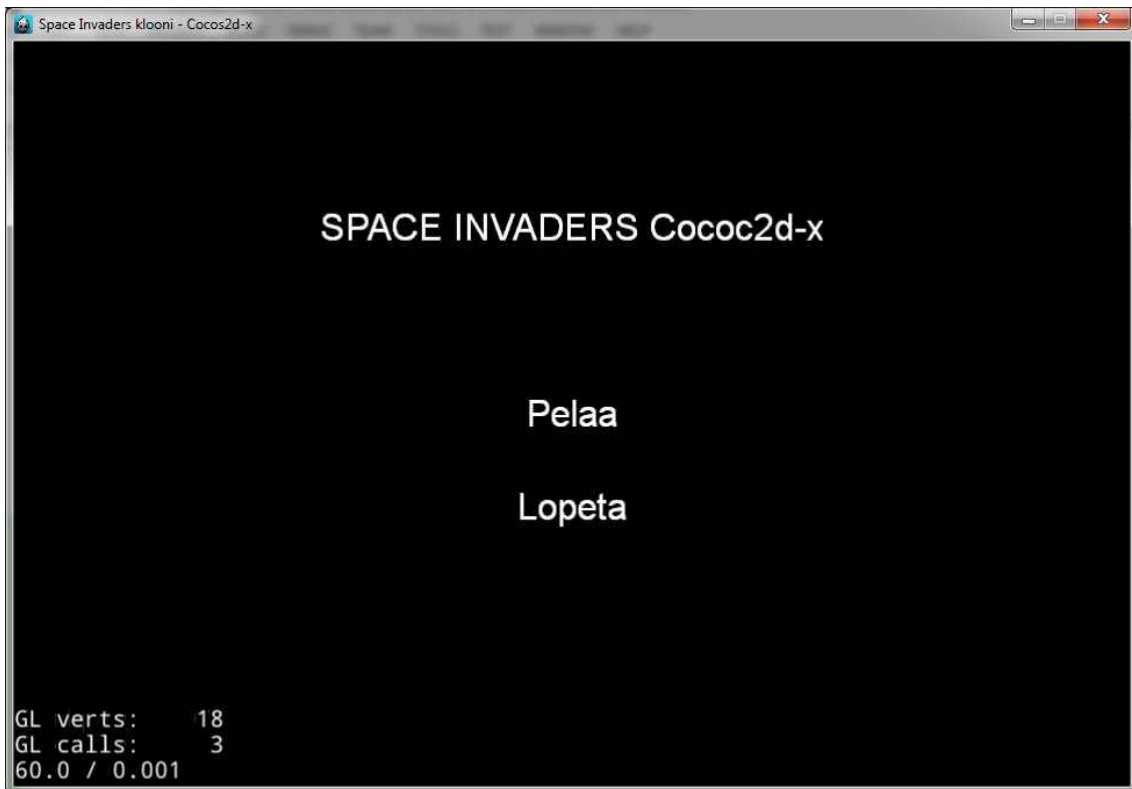 Space Invaders klooni - Cocos2d-x
SPACE INVADERS Cococ2d-x
Pelaa
Lopeta
GL verts: 18
GL calls: 3
60.0 / 0.001